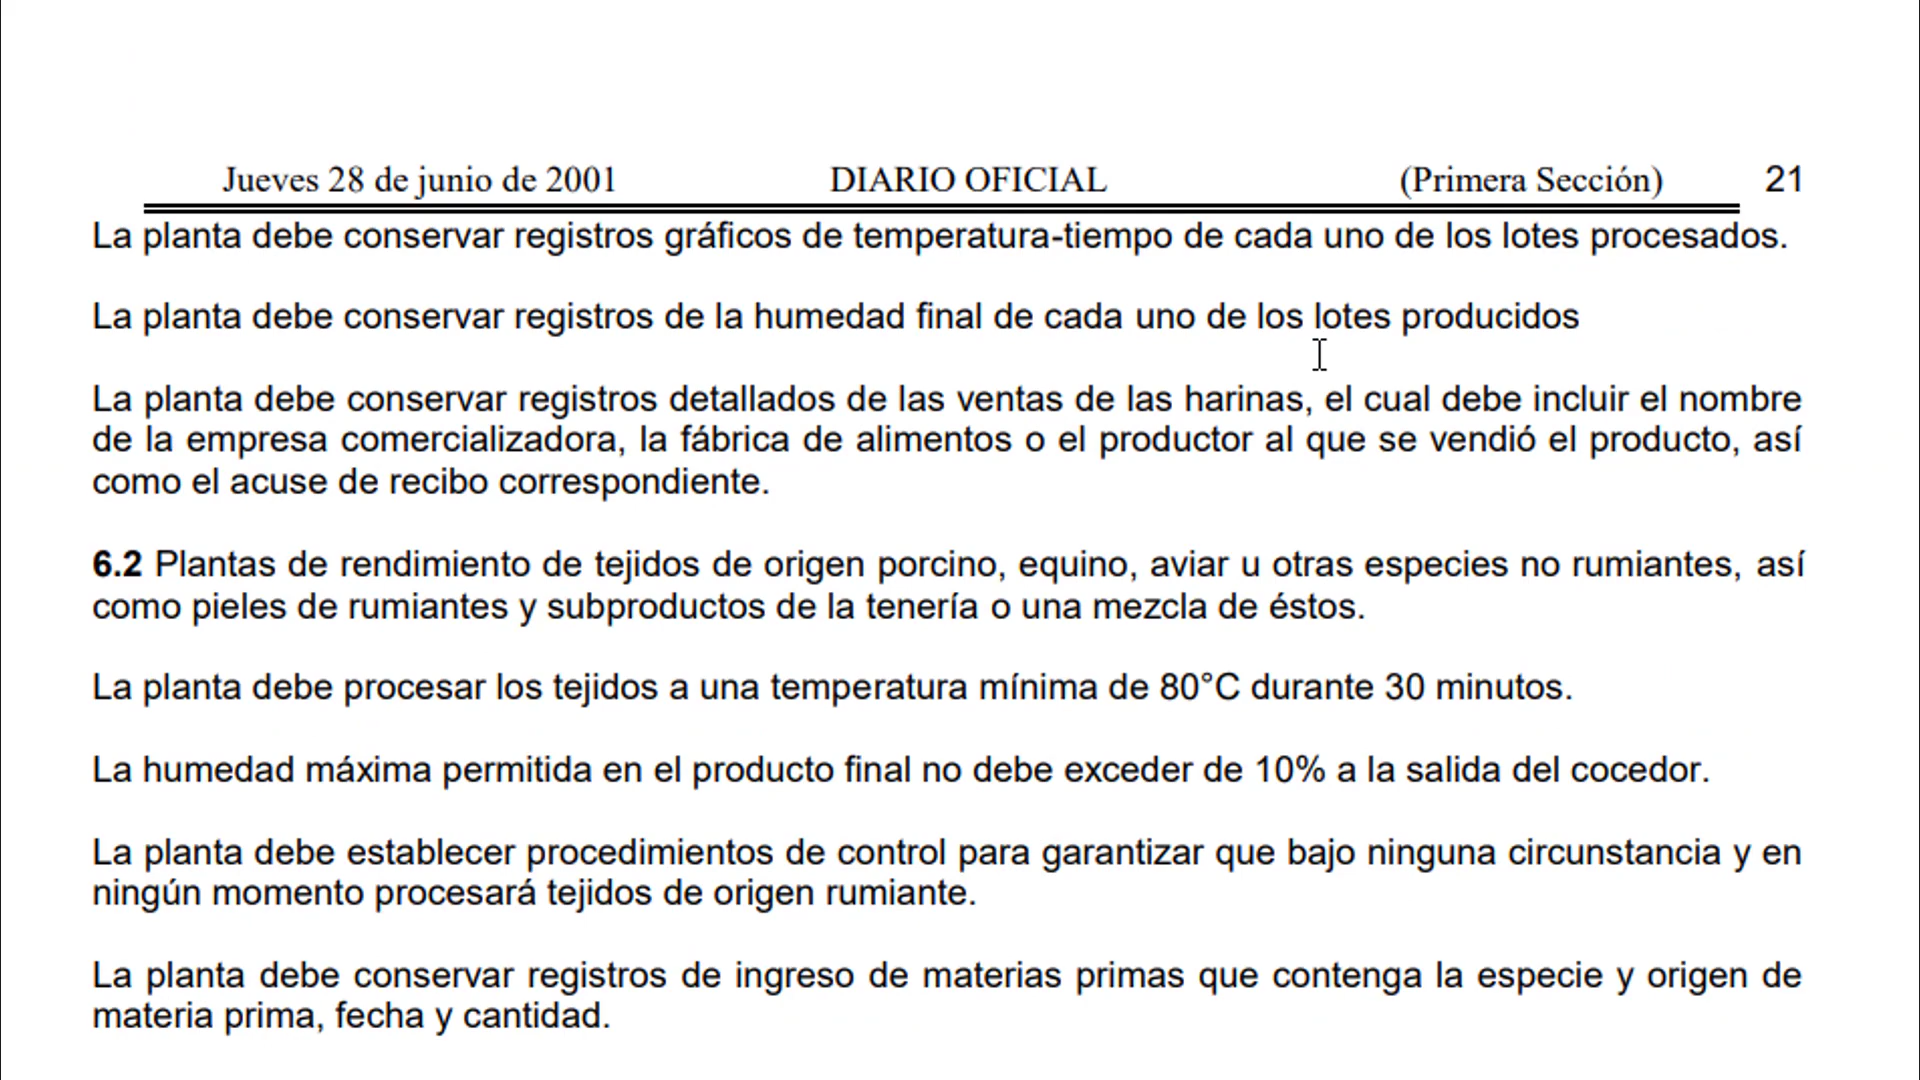 Jueves 28 de junio de 2001 DIARIO OFICIAL (Primera Sección) 21
La planta debe conservar registros gráficos de temperatura-tiempo de cada uno de los lotes procesados.
La planta debe conservar registros de la humedad final de cada uno de los lotes producidos
La planta debe conservar registros detallados de las ventas de las harinas, el cual debe incluir el nombre
de la empresa comercializadora, la fábrica de alimentos o el productor al que se vendió el producto, así
como el acuse de recibo correspondiente.
6.2 Plantas de rendimiento de tejidos de origen porcino, equino, aviar u otras especies no rumiantes, así
como pieles de rumiantes y subproductos de la tenería o una mezcla de éstos.
La planta debe procesar los tejidos a una temperatura mínima de 80°C durante 30 minutos.
La humedad máxima permitida en el producto final no debe exceder de 10% a la salida del cocedor.
La planta debe establecer procedimientos de control para garantizar que bajo ninguna circunstancia y en
ningún momento procesará tejidos de origen rumiante.
La planta debe conservar registros de ingreso de materias primas que contenga la especie y origen de
materia prima, fecha y cantidad.